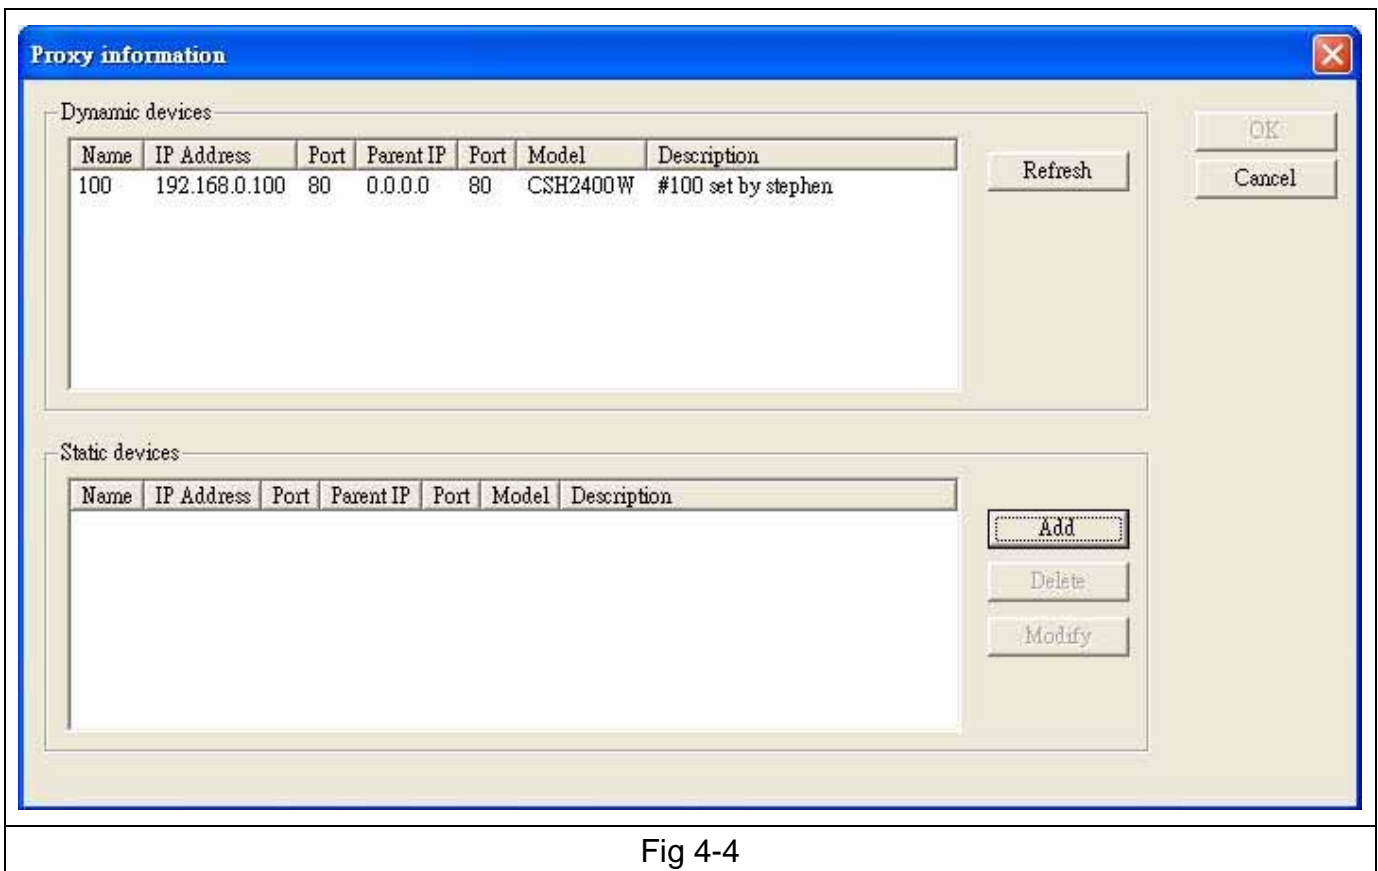 Proxy information
Dynamic devices
OK
Name IP Address Port Parent IP Port Model Description
Refresh
100 192.168.0.100 80 0.0.0.0 80 CSH2400W #100 set by stephen
Cancel
Static devices
Name IP Address Port Parent IP Port Model Description
Add
Delete
Modify
Fig 4-4